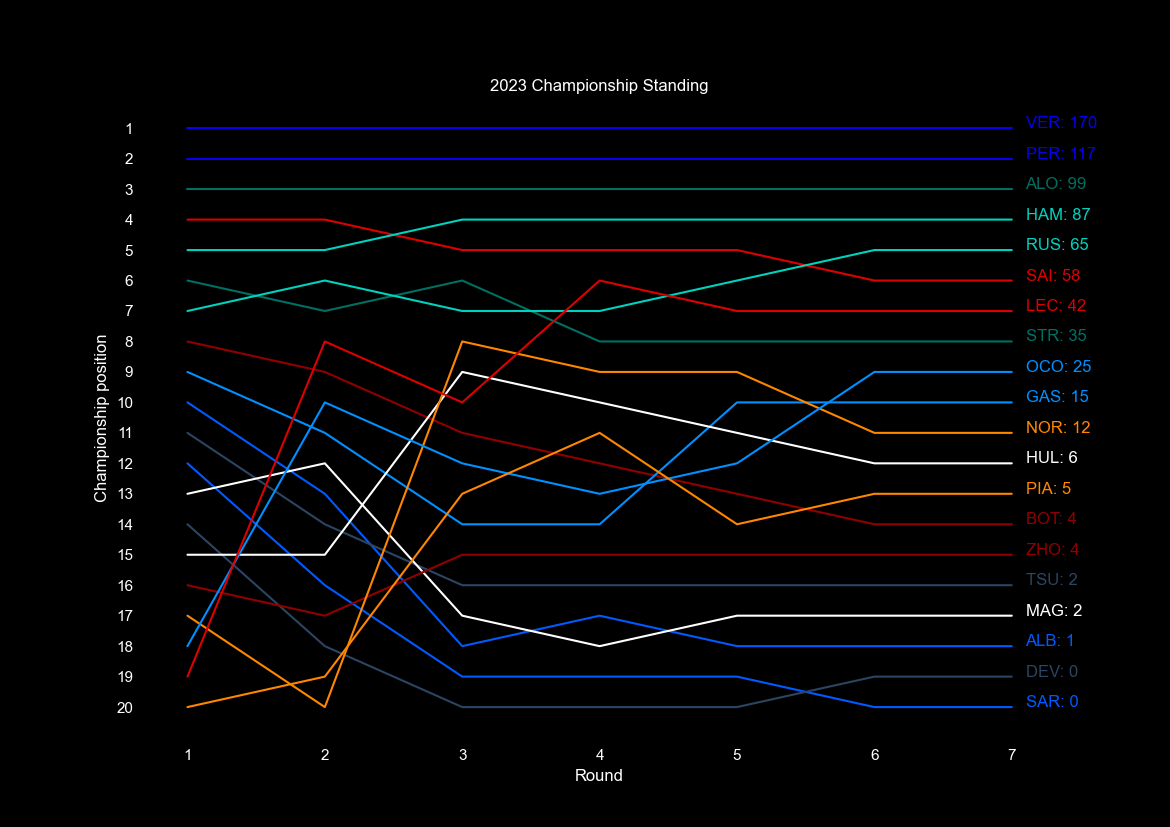 2023 Championship Standing
Championship position
1
2
3
4
5
6
7
8
9
10
11
12
13
14
15
16
17
18
19
20
VER: 170
PER: 117
ALO: 99
HAM: 87
RUS: 65
SAI: 58
LEC: 42
STR: 35
OCO: 25
GAS: 15
NOR: 12
HUL: 6
PIA: 5
BOT: 4
ZHO: 4
TSU: 2
MAG: 2
ALB: 1
DEV: 0
SAR: 0
1 2 3 4 5 6 7
Round